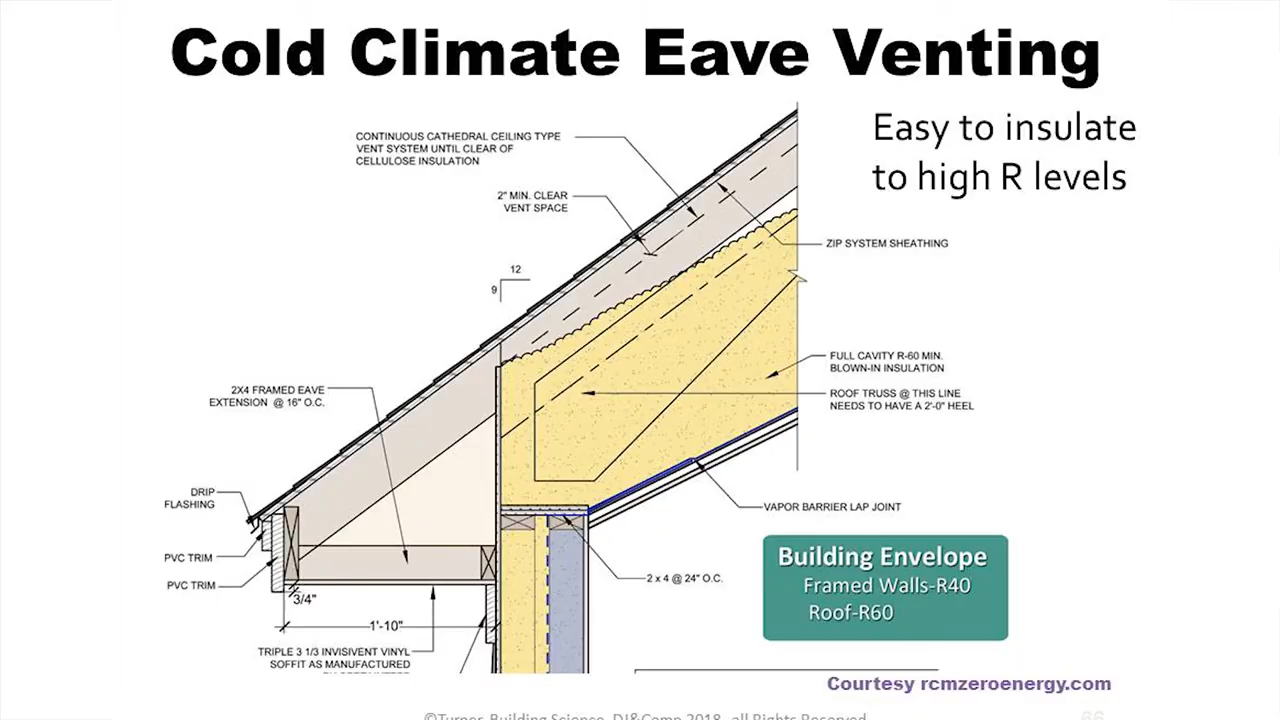 Cold Climate Eave Venting
Easy to insulate
to high R levels
CONTINUOUS CATHEDRAL CEILING TYPE
VENT SYSTEM UNTIL CLEAR OF
CELLULOSE INSULATION
2" MIN. CLEAR
VENT SPACE
ZIP SYSTEM SHEATHING
12
9
FULL CAVITY R-60 MIN.
BLOWN-IN INSULATION
2X4 FRAMED EAVE
EXTENSION @ 16" O.C.
ROOF TRUSS @ THIS LINE
NEEDS TO HAVE A 2'-0" HEEL
DRIP
FLASHING
VAPOR BARRIER LAP JOINT
PVC TRIM
PVC TRIM
Building Envelope
Framed Walls-R40
Roof-R60
2 x 4 @ 24" O.C.
3/4"
1'-10"
TRIPLE 3 1/3 INVISIVENT VINYL
SOFFIT AS MANUFACTURED
Courtesy rcmzeroenergy.com
66